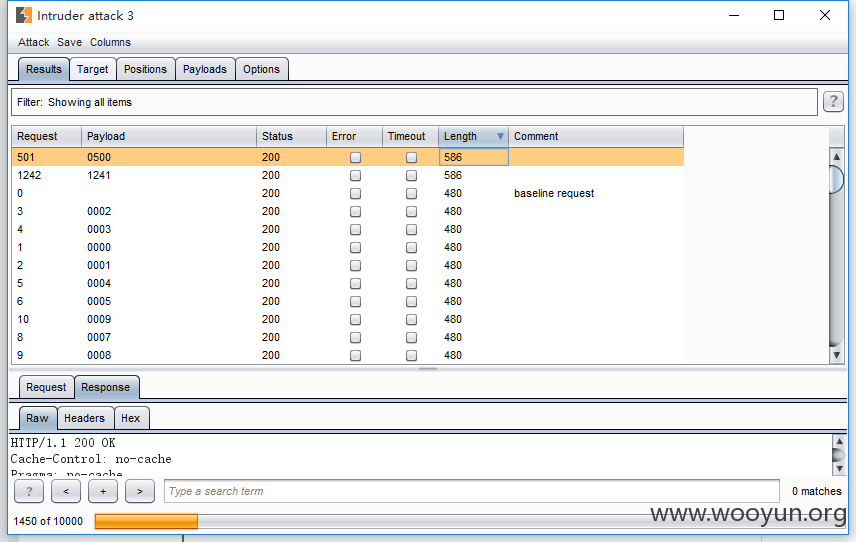 Intruder attack 3
Attack Save Columns
Results Target Positions Payloads Options
Filter: Showing all items ?
Request Payload Status Error Timeout Length Comment
501 0500 200 586
1242 1241 200 586
0 200 480 baseline request
3 0002 200 480
4 0003 200 480
1 0000 200 480
2 0001 200 480
5 0004 200 480
6 0005 200 480
10 0009 200 480
8 0007 200 480
9 0008 200 480
Request Response
Raw Headers Hex
HTTP/1.1 200 OK
Cache-Control: no-cache
Pragma: no-cache
? < + > Type a search term 0 matches
1450 of 10000
www.wooyun.org